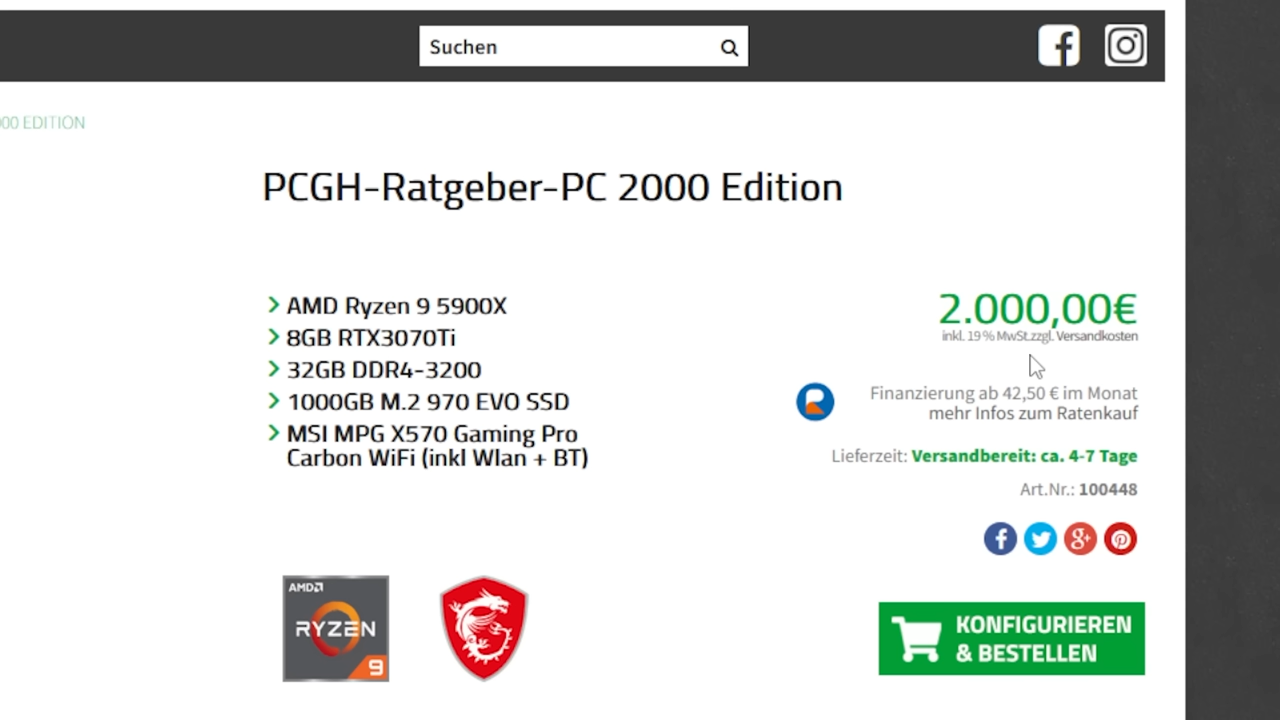 Suchen
00 EDITION
PCGH-Ratgeber-PC 2000 Edition
AMD Ryzen 9 5900X
8GB RTX3070Ti
32GB DDR4-3200
1000GB M.2 970 EVO SSD
MSI MPG X570 Gaming Pro
Carbon WiFi (inkl Wlan + BT)
2.000,00€
inkl. 19 % MwSt.zzgl. Versandkosten
Finanzierung ab 42,50 € im Monat
mehr Infos zum Ratenkauf
Lieferzeit: Versandbereit: ca. 4-7 Tage
Art.Nr.: 100448
AMD
RYZEN
9
KONFIGURIEREN
& BESTELLEN